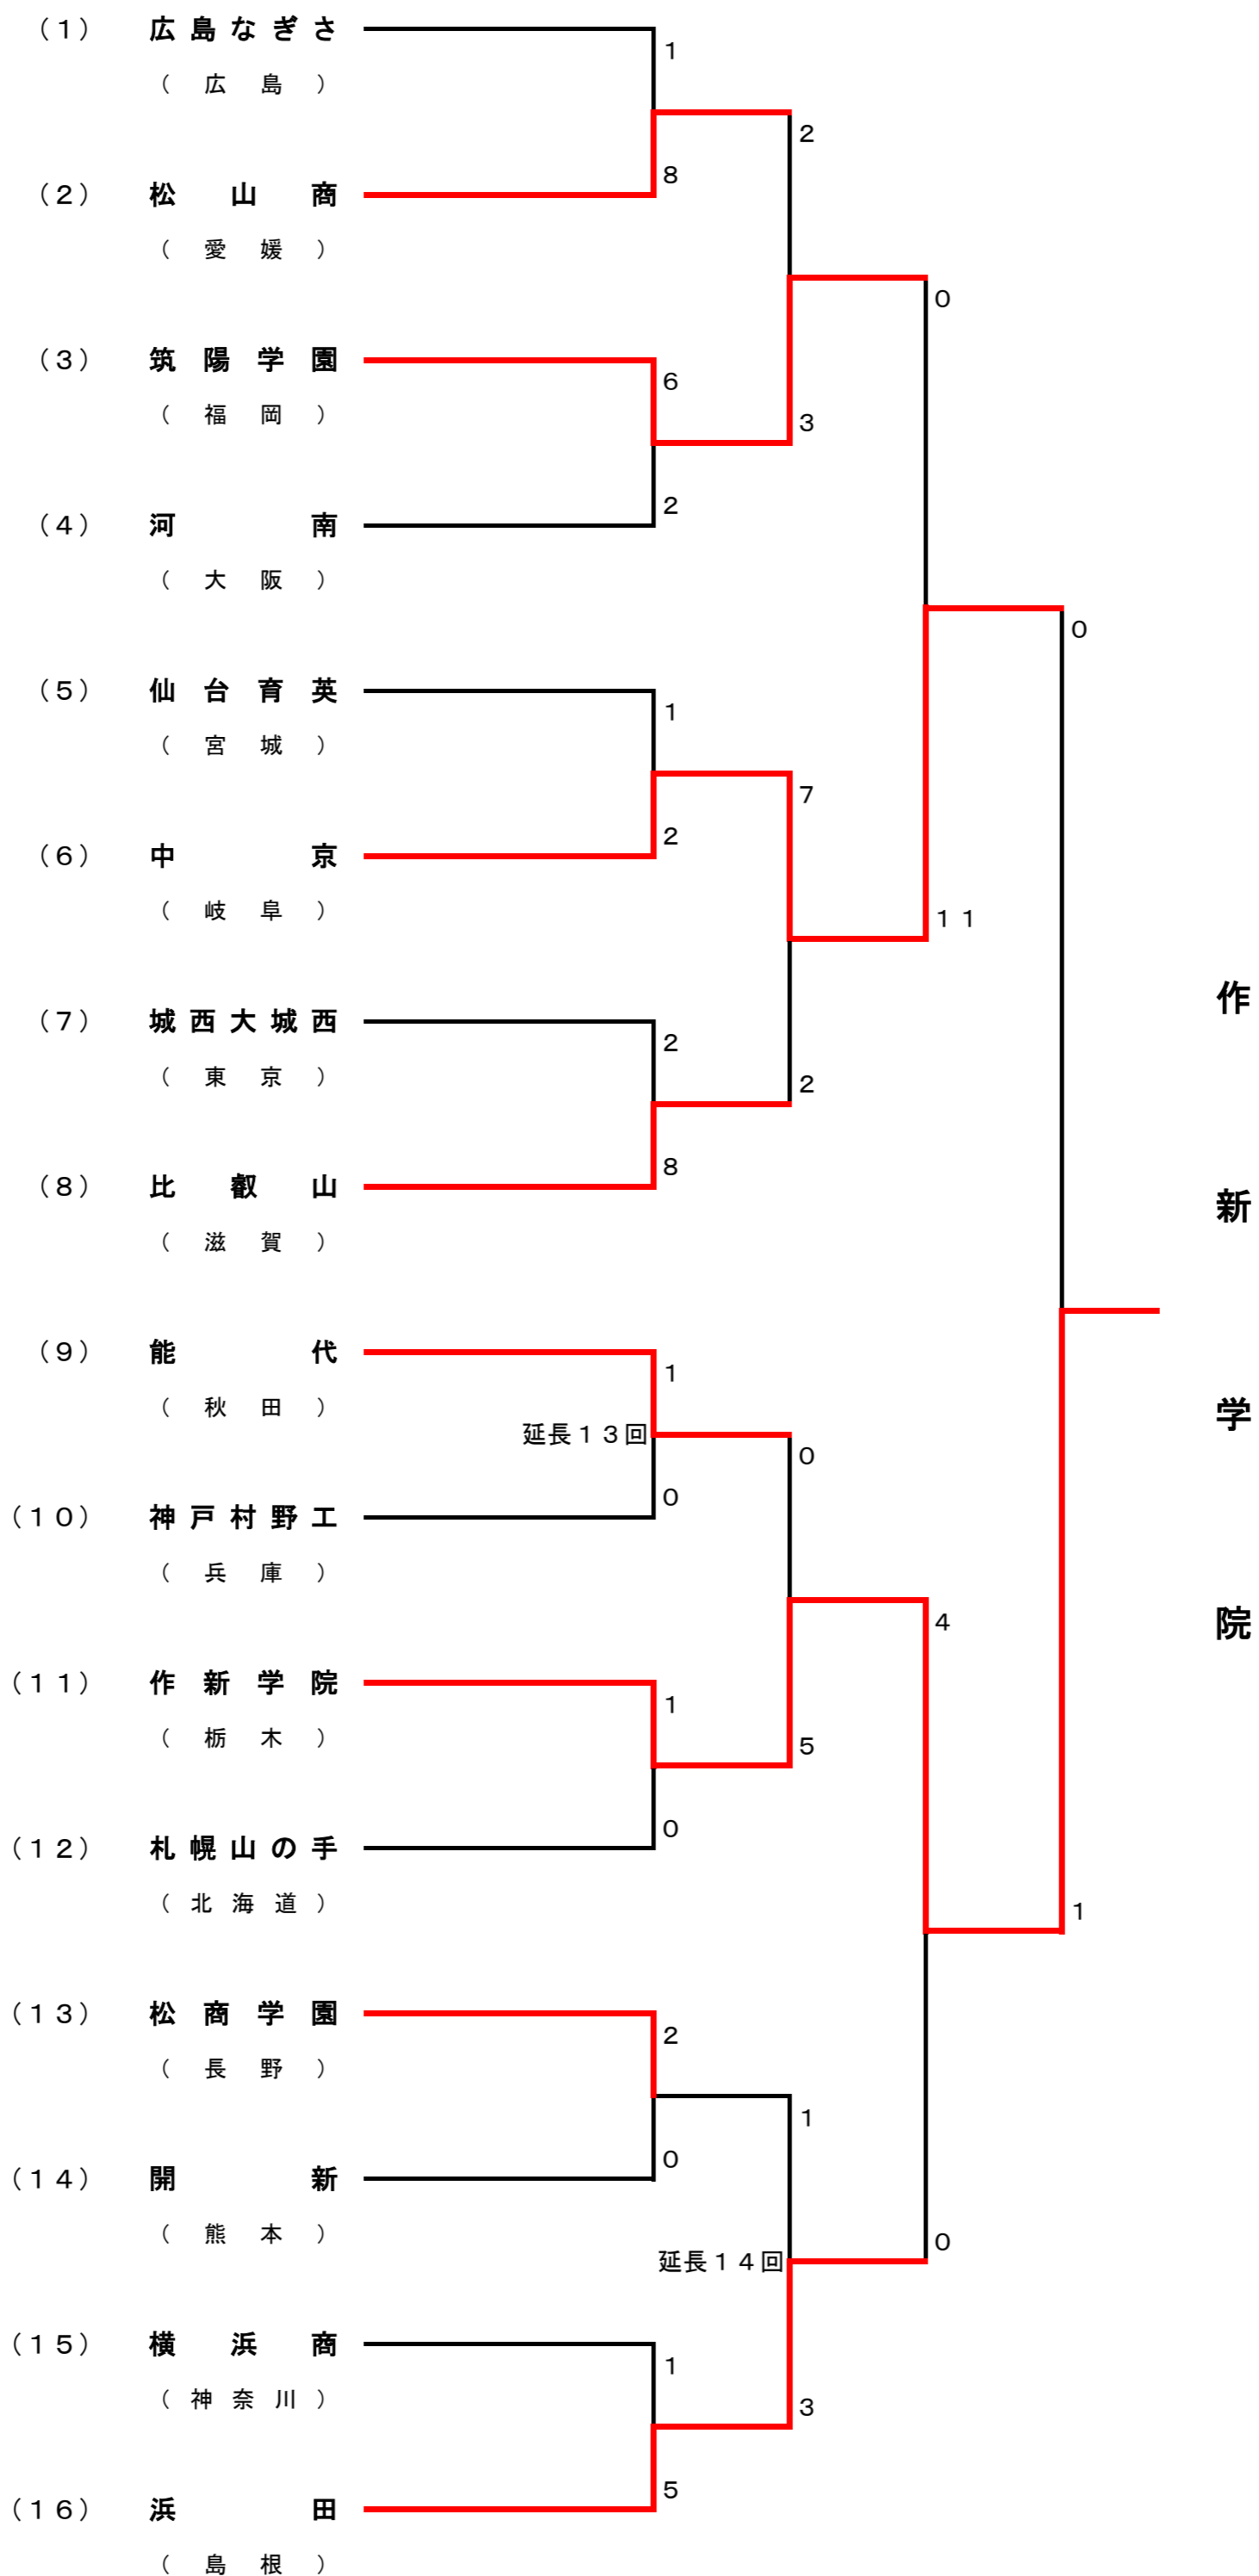 （１） 広島なぎさ
１
（広島）
２
８
（２） 松山商
（愛媛）
０
（３） 筑陽学園
６
（福岡）
３
２
（４） 河南
（大阪）
０
（５） 仙台育英
１
（宮城）
７
２
（６） 中京
（岐阜）
１１
（７） 城西大城西
２
（東京）
２
８
（８） 比叡山
（滋賀）
（９） 能代
１
（秋田）
延長１３回
０
０
（１０） 神戸村野工
（兵庫）
４
（１１） 作新学院
１
（栃木）
５
０
（１２） 札幌山の手
（北海道）
１
（１３） 松商学園
２
（長野）
１
０
（１４） 開新
（熊本）
０
延長１４回
（１５） 横浜商
１
（神奈川）
３
５
（１６） 浜田
（島根）
作新学院